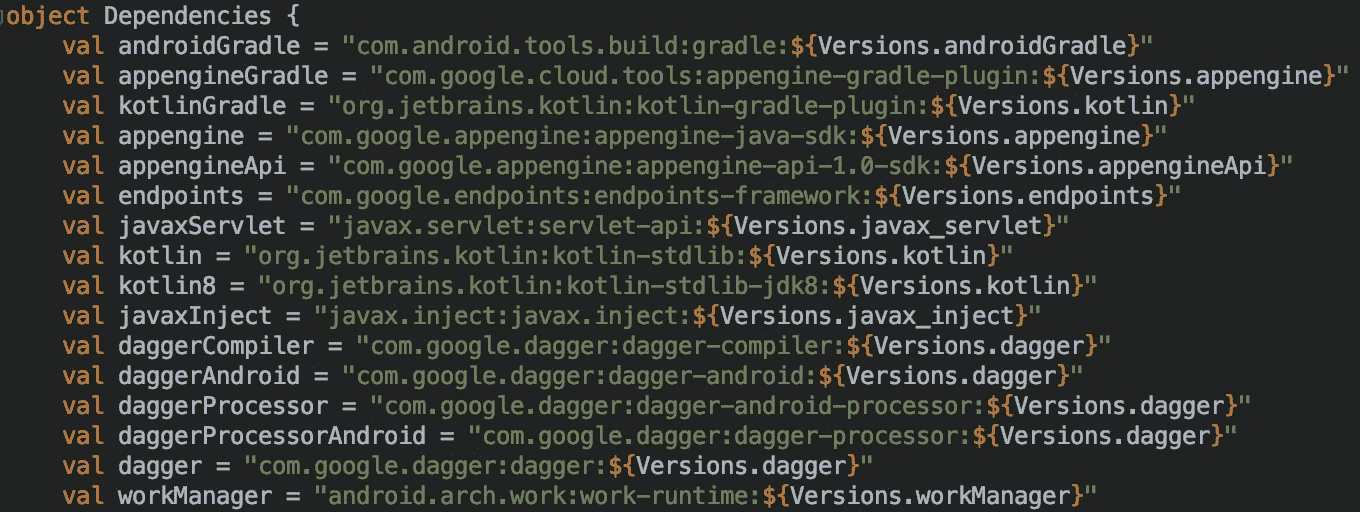 object Dependencies {
val androidGradle = "com.android.tools.build:gradle:${Versions.androidGradle}"
val appengineGradle = "com.google.cloud.tools:appengine-gradle-plugin:${Versions.appengine}"
val kotlinGradle = "org.jetbrains.kotlin:kotlin-gradle-plugin:${Versions.kotlin}"
val appengine = "com.google.appengine:appengine-java-sdk:${Versions.appengine}"
val appengineApi = "com.google.appengine:appengine-api-1.0-sdk:${Versions.appengineApi}"
val endpoints = "com.google.endpoints:endpoints-framework:${Versions.endpoints}"
val javaxServlet = "javax.servlet:servlet-api:${Versions.javax_servlet}"
val kotlin = "org.jetbrains.kotlin:kotlin-stdlib:${Versions.kotlin}"
val kotlin8 = "org.jetbrains.kotlin:kotlin-stdlib-jdk8:${Versions.kotlin}"
val javaxInject = "javax.inject:javax.inject:${Versions.javax_inject}"
val daggerCompiler = "com.google.dagger:dagger-compiler:${Versions.dagger}"
val daggerAndroid = "com.google.dagger:dagger-android:${Versions.dagger}"
val daggerProcessor = "com.google.dagger:dagger-android-processor:${Versions.dagger}"
val daggerProcessorAndroid = "com.google.dagger:dagger-processor:${Versions.dagger}"
val dagger = "com.google.dagger:dagger:${Versions.dagger}"
val workManager = "android.arch.work:work-runtime:${Versions.workManager}"